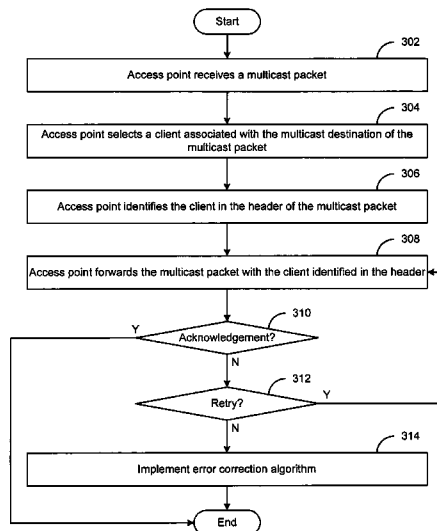 Start
302
Access point receives a multicast packet
304
Access point selects a client associated with the multicast destination of the
multicast packet
306
Access point identifies the client in the header of the multicast packet
308
Access point forwards the multicast packet with the client identified in the header
310
Y
Acknowledgement?
N
312
Retry?
Y
N
314
Implement error correction algorithm
End